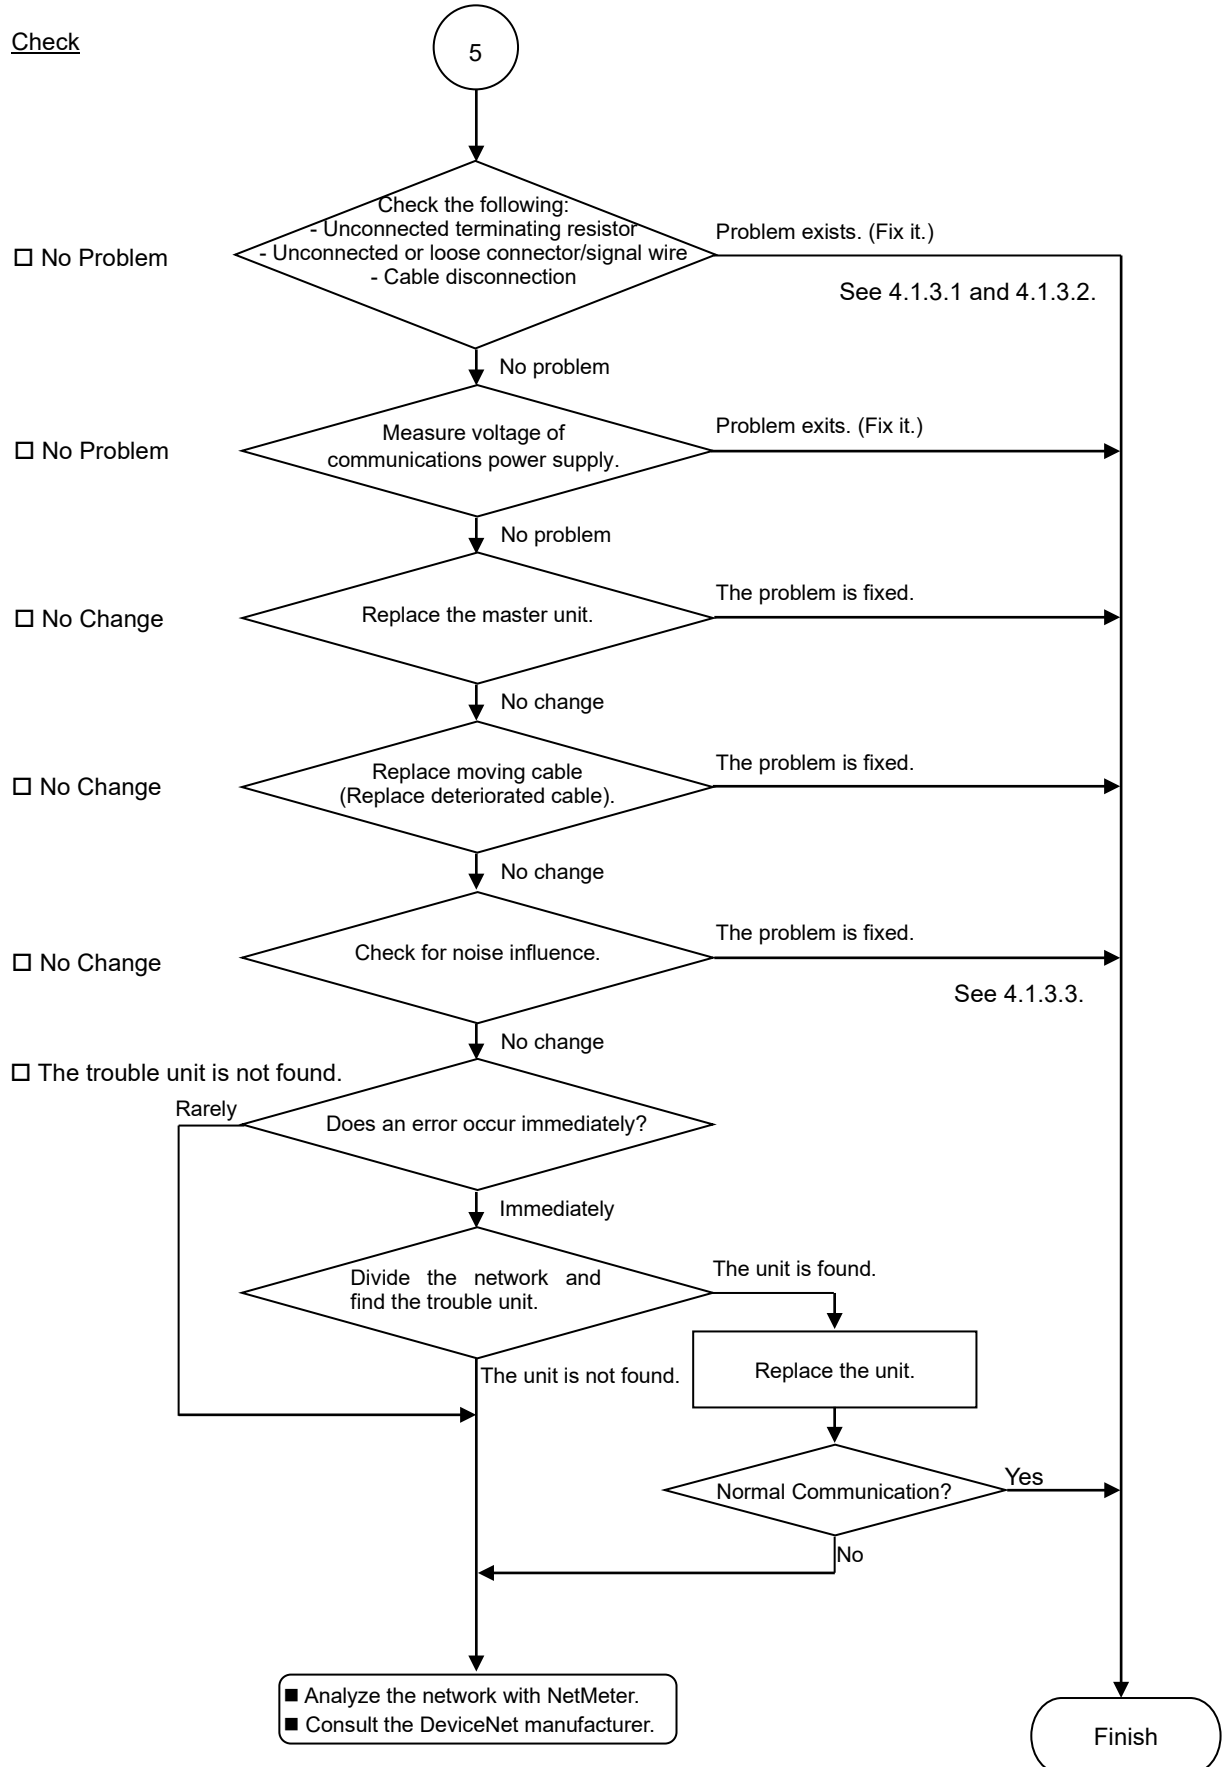 Check
5
Check the following:
- Unconnected terminating resistor
- Unconnected or loose connector/signal wire
- Cable disconnection
Problem exists. (Fix it.)
☐ No Problem
See 4.1.3.1 and 4.1.3.2.
No problem
Measure voltage of
communications power supply.
Problem exits. (Fix it.)
☐ No Problem
No problem
Replace the master unit.
The problem is fixed.
☐ No Change
No change
Replace moving cable
(Replace deteriorated cable).
The problem is fixed.
☐ No Change
No change
Check for noise influence.
The problem is fixed.
☐ No Change
See 4.1.3.3.
No change
☐ The trouble unit is not found.
Rarely
Does an error occur immediately?
Immediately
Divide the network and
find the trouble unit.
The unit is found.
The unit is not found.
Replace the unit.
Normal Communication?
Yes
No
■ Analyze the network with NetMeter.
■ Consult the DeviceNet manufacturer.
Finish